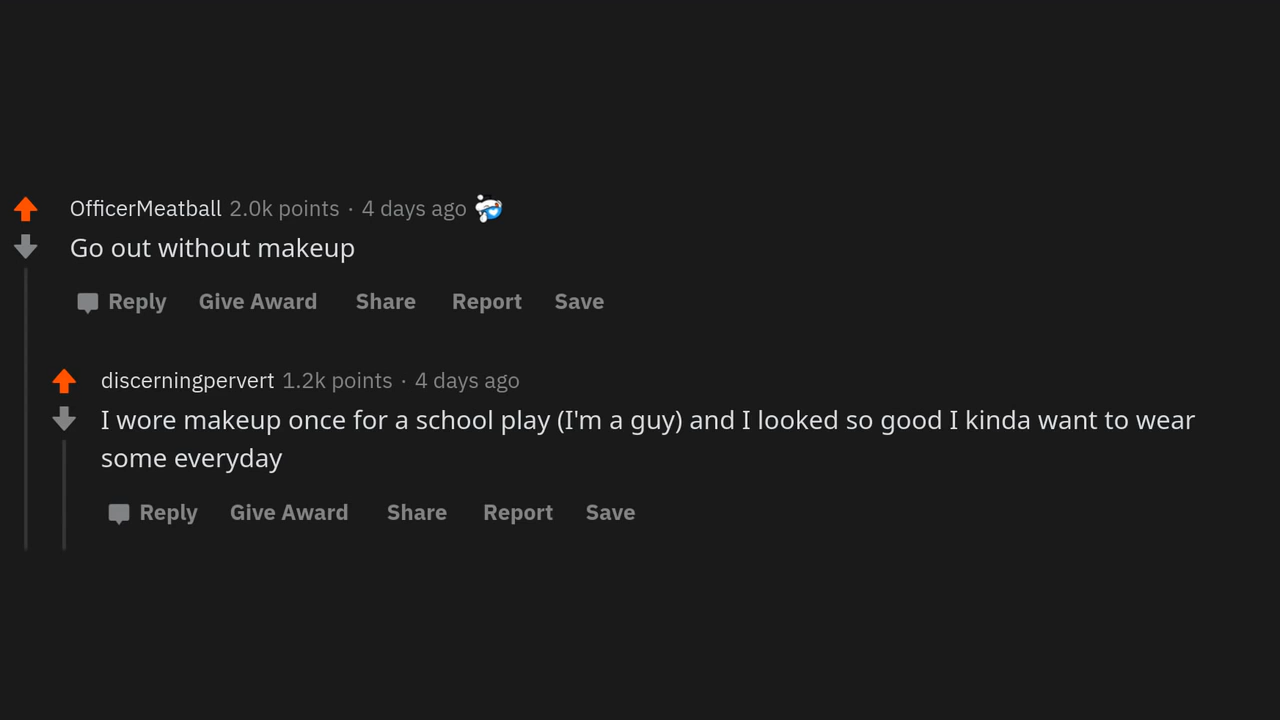 OfficerMeatball 2.0k points · 4 days ago
Go out without makeup
Reply Give Award Share Report Save
discerningpervert 1.2k points · 4 days ago
I wore makeup once for a school play (I'm a guy) and I looked so good I kinda want to wear
some everyday
Reply Give Award Share Report Save